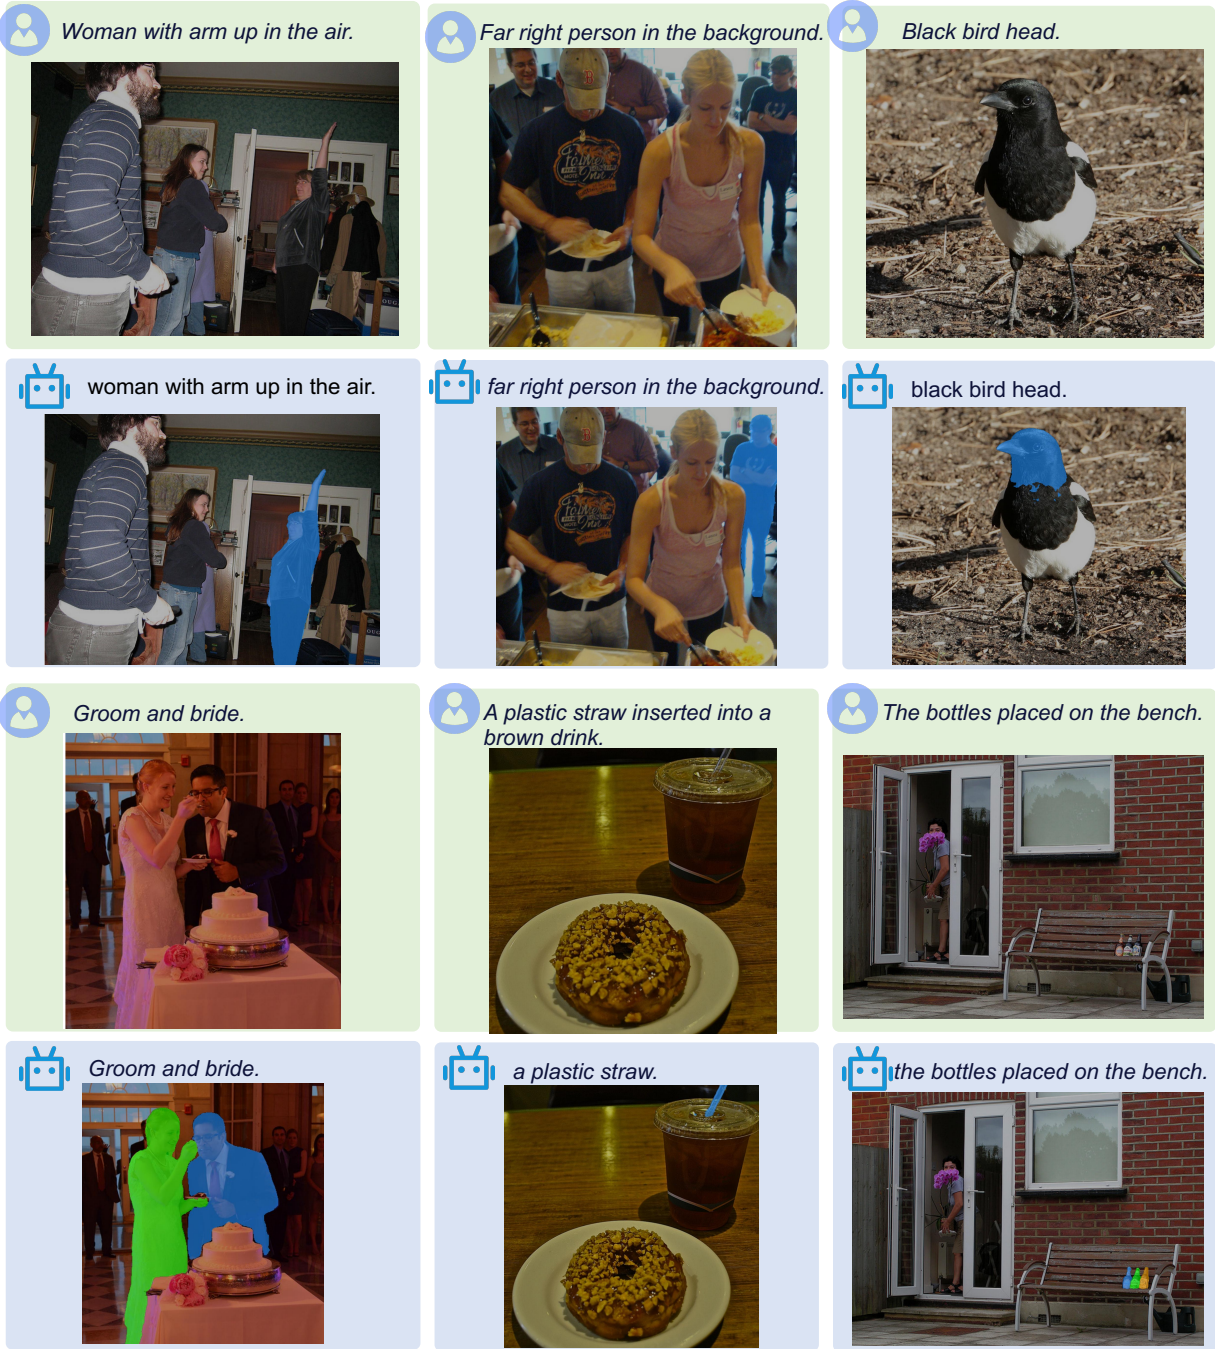 Woman with arm up in the air.
Far right person in the background.
Black bird head.
woman with arm up in the air.
far right person in the background.
black bird head.
Groom and bride.
A plastic straw inserted into a
brown drink.
The bottles placed on the bench.
Groom and bride.
a plastic straw.
the bottles placed on the bench.